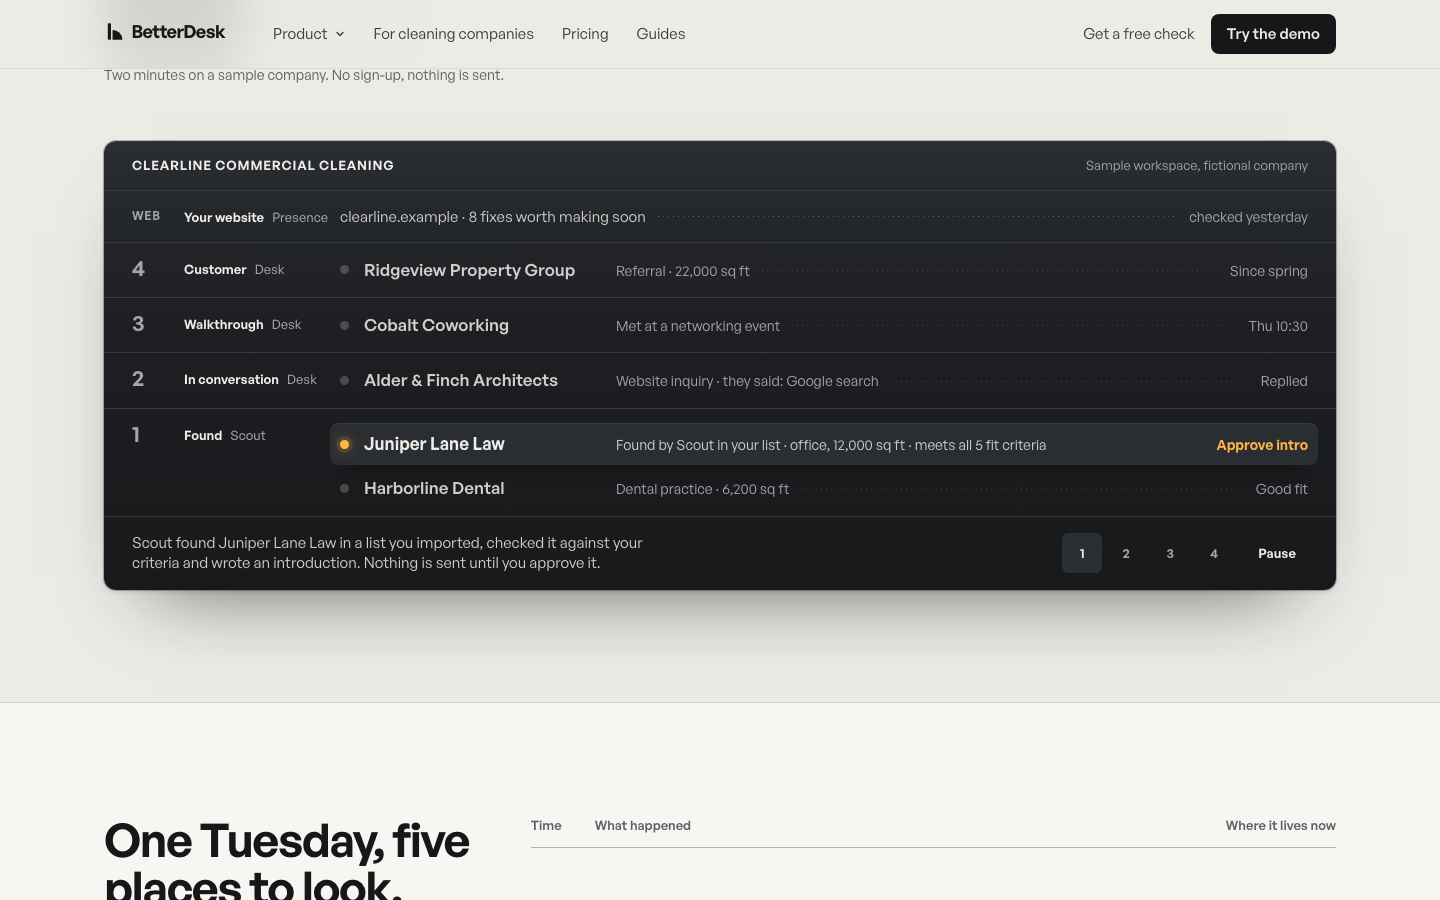 BetterDesk Product For cleaning companies Pricing Guides Get a free check Try the demo
Two minutes on a sample company. No sign-up, nothing is sent.
CLEARLINE COMMERCIAL CLEANING Sample workspace, fictional company
WEB Your website Presence clearline.example · 8 fixes worth making soon checked yesterday
4 Customer Desk Ridgeview Property Group Referral · 22,000 sq ft Since spring
3 Walkthrough Desk Cobalt Coworking Met at a networking event Thu 10:30
2 In conversation Desk Alder & Finch Architects Website inquiry · they said: Google search Replied
1 Found Scout Juniper Lane Law Found by Scout in your list · office, 12,000 sq ft · meets all 5 fit criteria Approve intro
Harborline Dental Dental practice · 6,200 sq ft Good fit
Scout found Juniper Lane Law in a list you imported, checked it against your
criteria and wrote an introduction. Nothing is sent until you approve it.
1 2 3 4 Pause
One Tuesday, five
places to look.
Time What happened Where it lives now